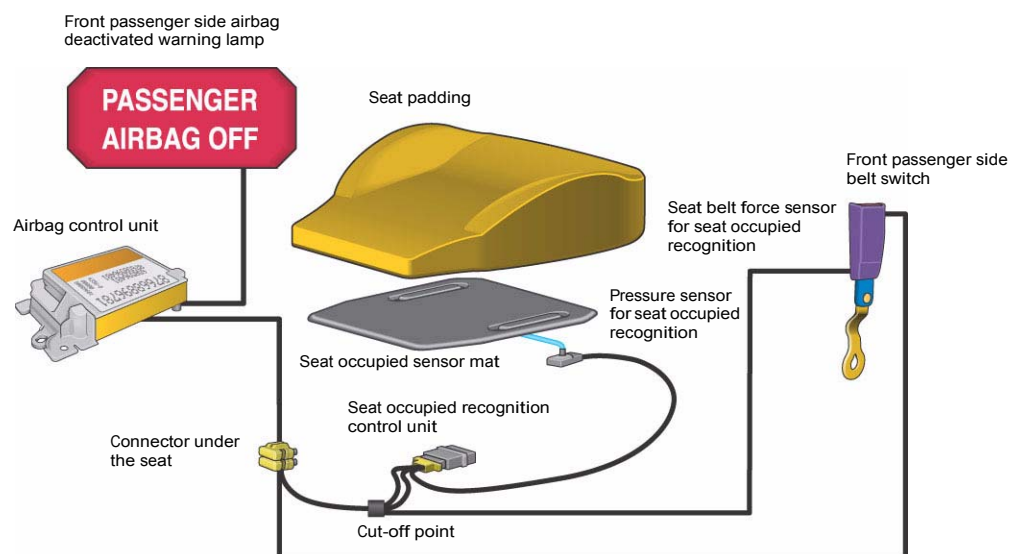 Front passenger side airbag
deactivated warning lamp
PASSENGER
AIRBAG OFF
Seat padding
Front passenger side
belt switch
Airbag control unit
Seat belt force sensor
for seat occupied
recognition
Pressure sensor
for seat occupied
recognition
Seat occupied sensor mat
Seat occupied recognition
control unit
Connector under
the seat
Cut-off point